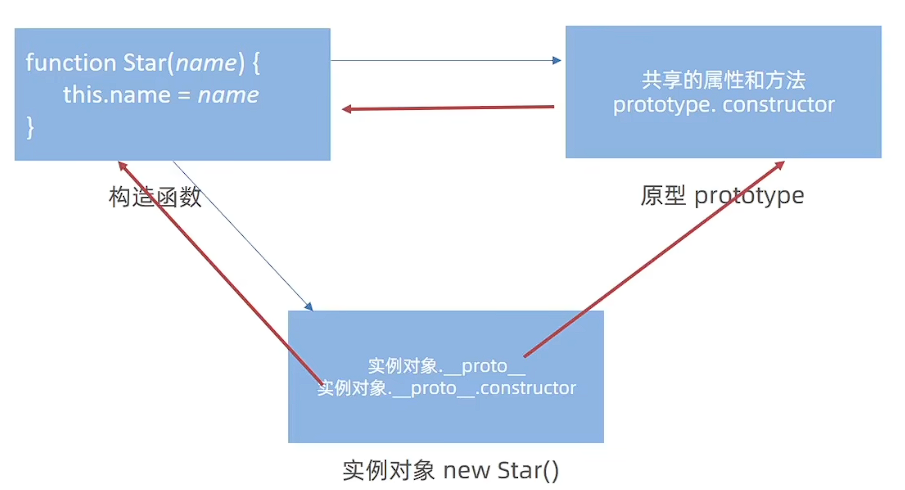 function Star(name) {
this.name = name
}
共享的属性和方法
prototype. constructor
构造函数
原型 prototype
实例对象.__proto__
实例对象.__proto__.constructor
实例对象 new Star()